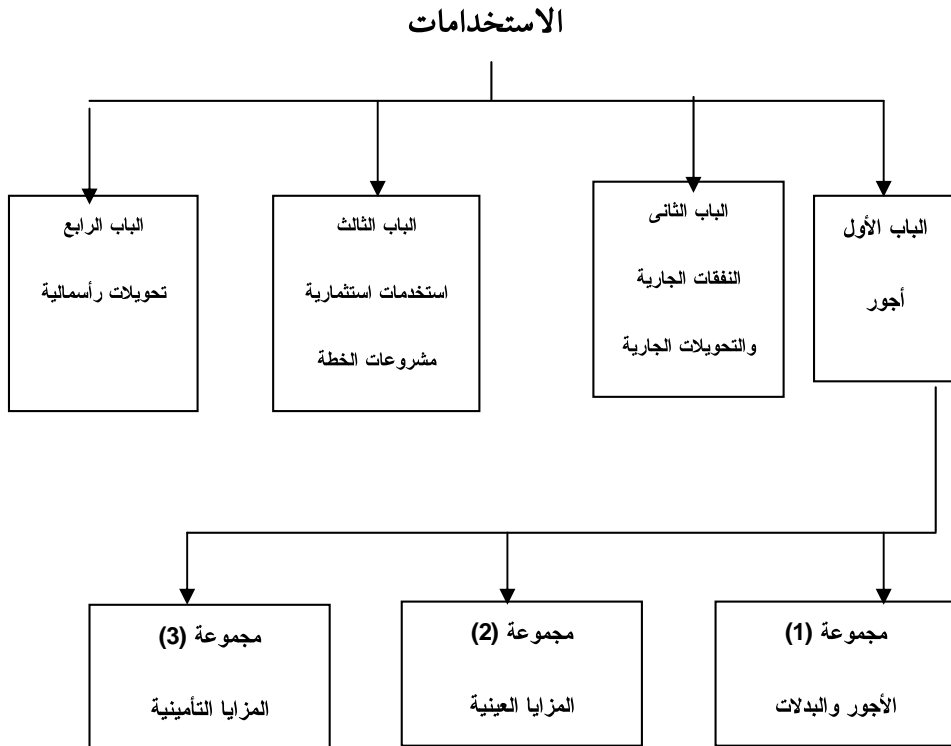 الاستخدامات
الباب الأول
أجور
الباب الثانى
النفقات الجارية
والتحويلات الجارية
الباب الثالث
استخدمات استثمارية
مشروعات الخطة
الباب الرابع
تحويلات رأسمالية
مجموعة (1)
الأجور والبدلات
مجموعة (2)
المزايا العينية
مجموعة (3)
المزايا التأمينية